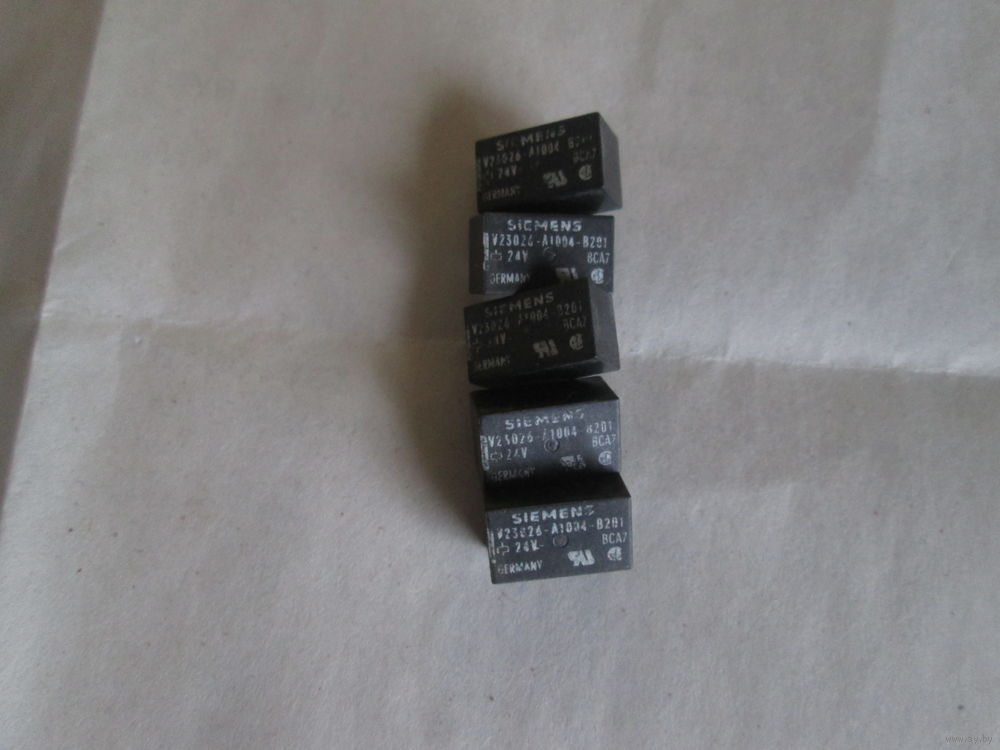 SIEMENS
V23026-A1004-B201
24V- BCA7
GERMANY
SIEMENS
V23026-A1004-B201
24V BCA7
GERMANY
SIEMENS
V23026-A1004-B201
BCA7
GERMANY
SIEMENS
V23026-A1004-B201
24V BCA7
GERMANY
SIEMENS
V23026-A1004-B201
24V- BCA7
GERMANY
www.ay.by